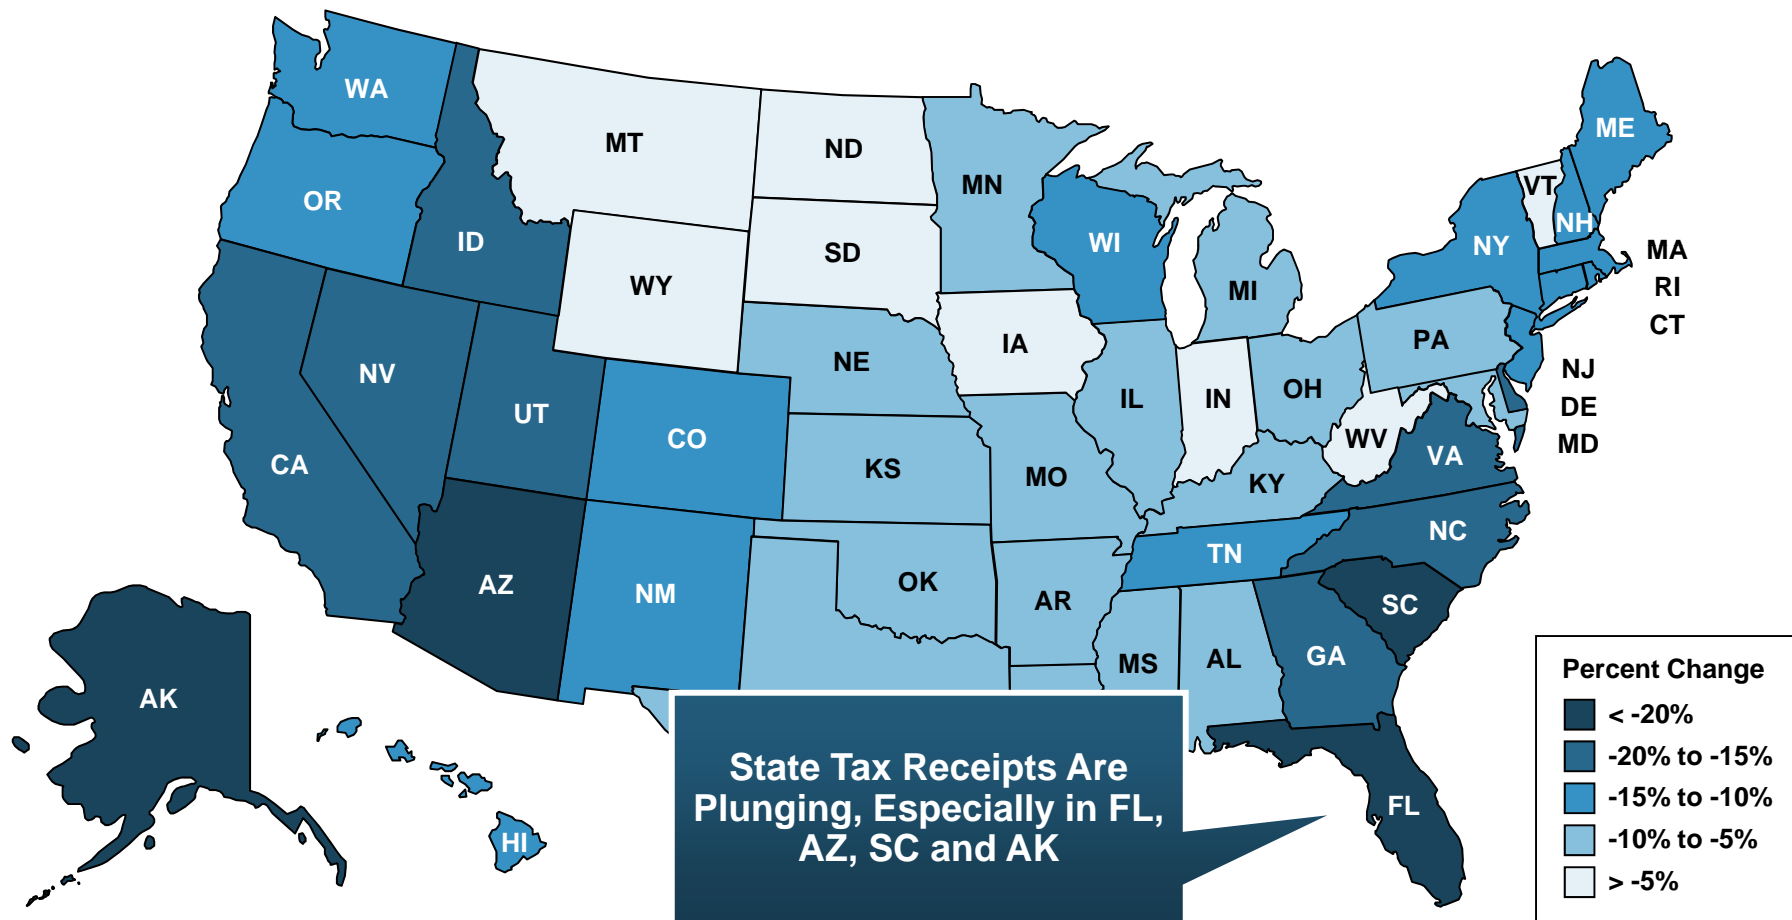 WA
MT
ND
MN
ME
OR
ID
WY
SD
WI
MI
NY
VT
NH
MA
RI
CT
NV
UT
CO
NE
IA
IL
IN
OH
PA
NJ
DE
MD
CA
KS
MO
KY
WV
VA
AZ
NM
OK
AR
TN
NC
SC
MS
AL
GA
AK
HI
FL
State Tax Receipts Are
Plunging, Especially in FL,
AZ, SC and AK
Percent Change
< -20%
-20% to -15%
-15% to -10%
-10% to -5%
> -5%